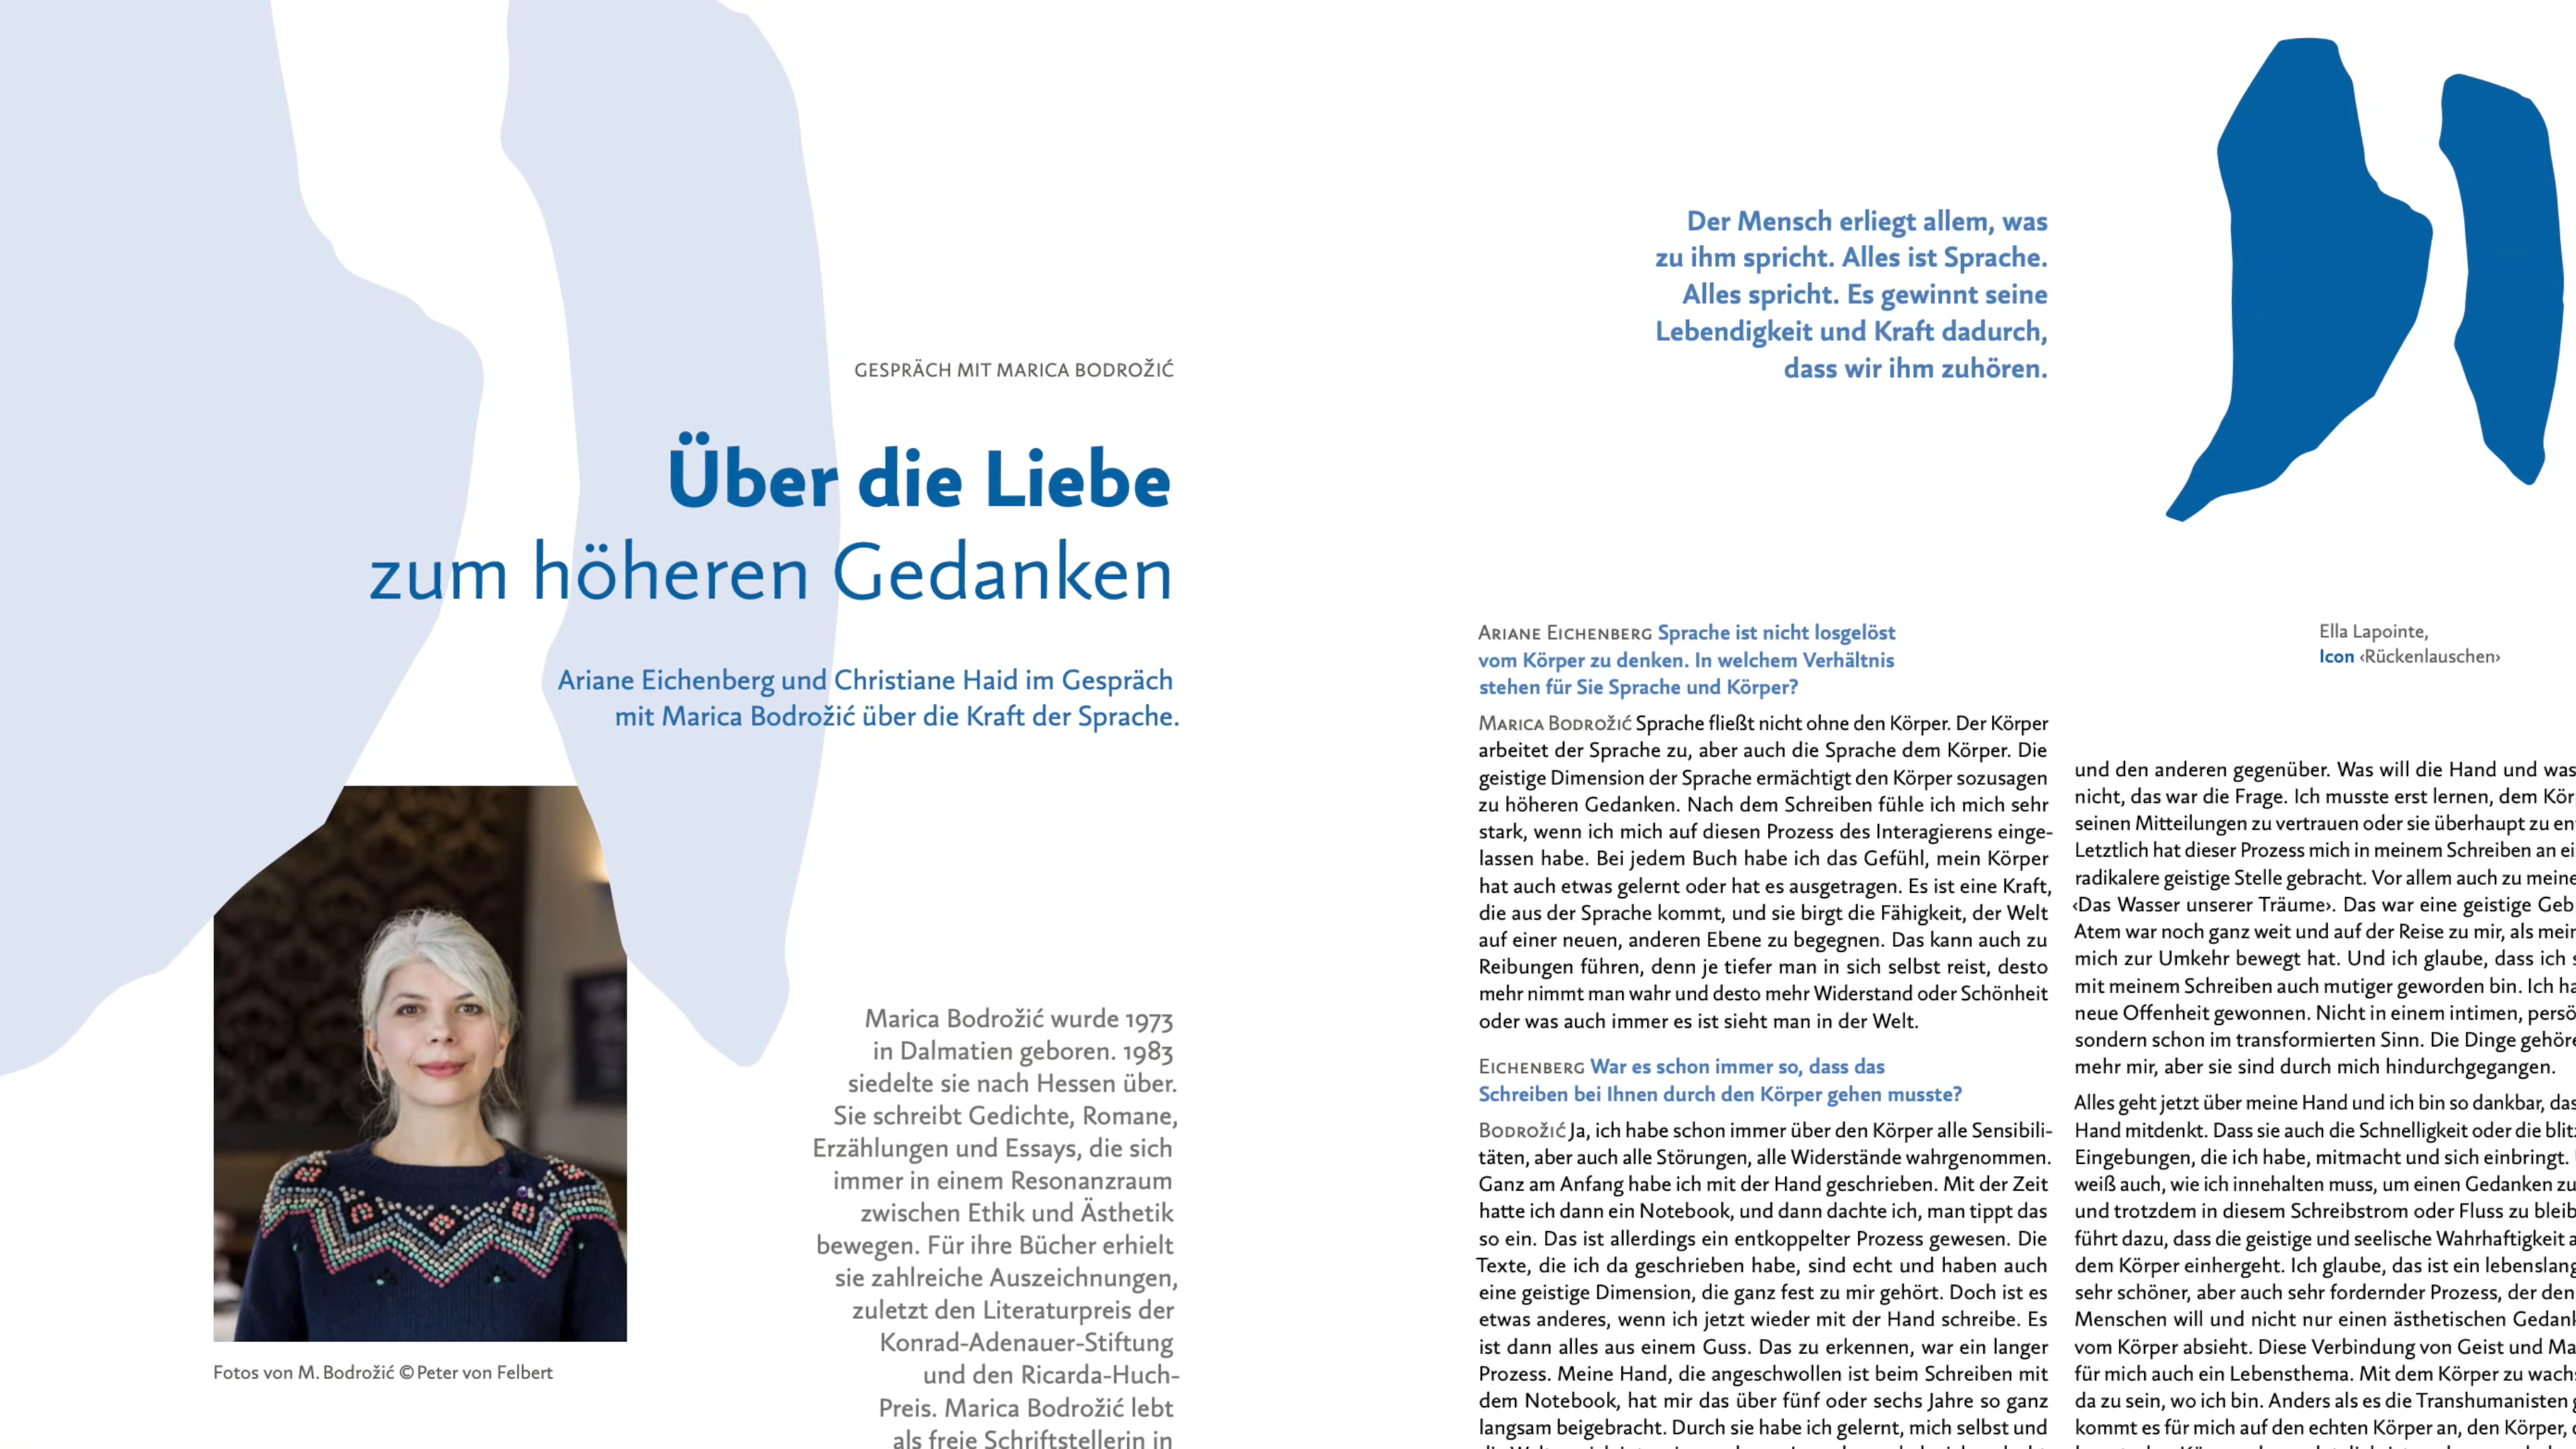 GESPRÄCH MIT MARICA BODROŽIĆ
Über die Liebe
zum höheren Gedanken
Ariane Eichenberg und Christiane Haid im Gespräch
mit Marica Bodrožić über die Kraft der Sprache.
Fotos von M. Bodrožić © Peter von Felbert
Marica Bodrožić wurde 1973
in Dalmatien geboren. 1983
siedelte sie nach Hessen über.
Sie schreibt Gedichte, Romane,
Erzählungen und Essays, die sich
immer in einem Resonanzraum
zwischen Ethik und Ästhetik
bewegen. Für ihre Bücher erhielt
sie zahlreiche Auszeichnungen,
zuletzt den Literaturpreis der
Konrad-Adenauer-Stiftung
und den Ricarda-Huch-
Preis. Marica Bodrožić lebt
als freie Schriftstellerin in
Der Mensch erliegt allem, was
zu ihm spricht. Alles ist Sprache.
Alles spricht. Es gewinnt seine
Lebendigkeit und Kraft dadurch,
dass wir ihm zuhören.
ARIANE EICHENBERG Sprache ist nicht losgelöst
vom Körper zu denken. In welchem Verhältnis
stehen für Sie Sprache und Körper?
MARICA BODROŽIĆ Sprache fließt nicht ohne den Körper. Der Körper
arbeitet der Sprache zu, aber auch die Sprache dem Körper. Die
geistige Dimension der Sprache ermächtigt den Körper sozusagen
zu höheren Gedanken. Nach dem Schreiben fühle ich mich sehr
stark, wenn ich mich auf diesen Prozess des Interagierens einge-
lassen habe. Bei jedem Buch habe ich das Gefühl, mein Körper
hat auch etwas gelernt oder hat es ausgetragen. Es ist eine Kraft,
die aus der Sprache kommt, und sie birgt die Fähigkeit, der Welt
auf einer neuen, anderen Ebene zu begegnen. Das kann auch zu
Reibungen führen, denn je tiefer man in sich selbst reist, desto
mehr nimmt man wahr und desto mehr Widerstand oder Schönheit
oder was auch immer es ist sieht man in der Welt.
EICHENBERG War es schon immer so, dass das
Schreiben bei Ihnen durch den Körper gehen musste?
BODROŽIĆ Ja, ich habe schon immer über den Körper alle Sensibili-
täten, aber auch alle Störungen, alle Widerstände wahrgenommen.
Ganz am Anfang habe ich mit der Hand geschrieben. Mit der Zeit
hatte ich dann ein Notebook, und dann dachte ich, man tippt das
so ein. Das ist allerdings ein entkoppelter Prozess gewesen. Die
Texte, die ich da geschrieben habe, sind echt und haben auch
eine geistige Dimension, die ganz fest zu mir gehört. Doch ist es
etwas anderes, wenn ich jetzt wieder mit der Hand schreibe. Es
ist dann alles aus einem Guss. Das zu erkennen, war ein langer
Prozess. Meine Hand, die angeschwollen ist beim Schreiben mit
dem Notebook, hat mir das über fünf oder sechs Jahre so ganz
langsam beigebracht. Durch sie habe ich gelernt, mich selbst und
Ella Lapointe,
Icon ‹Rückenlauschen›
und den anderen gegenüber. Was will die Hand und was
nicht, das war die Frage. Ich musste erst lernen, dem Kör
seinen Mitteilungen zu vertrauen oder sie überhaupt zu en
Letztlich hat dieser Prozess mich in meinem Schreiben an ei
radikalere geistige Stelle gebracht. Vor allem auch zu meine
‹Das Wasser unserer Träume›. Das war eine geistige Geb
Atem war noch ganz weit und auf der Reise zu mir, als mein
mich zur Umkehr bewegt hat. Und ich glaube, dass ich s
mit meinem Schreiben auch mutiger geworden bin. Ich ha
neue Offenheit gewonnen. Nicht in einem intimen, persö
sondern schon im transformierten Sinn. Die Dinge gehöre
mehr mir, aber sie sind durch mich hindurchgegangen.
Alles geht jetzt über meine Hand und ich bin so dankbar, das
Hand mitdenkt. Dass sie auch die Schnelligkeit oder die blitz
Eingebungen, die ich habe, mitmacht und sich einbringt.
weiß auch, wie ich innehalten muss, um einen Gedanken zu
und trotzdem in diesem Schreibstrom oder Fluss zu bleib
führt dazu, dass die geistige und seelische Wahrhaftigkeit a
dem Körper einhergeht. Ich glaube, das ist ein lebenslang
sehr schöner, aber auch sehr fordernder Prozess, der den
Menschen will und nicht nur einen ästhetischen Gedank
vom Körper absieht. Diese Verbindung von Geist und Ma
für mich auch ein Lebensthema. Mit dem Körper zu wach
da zu sein, wo ich bin. Anders als es die Transhumanisten g
kommt es für mich auf den echten Körper an, den Körper,